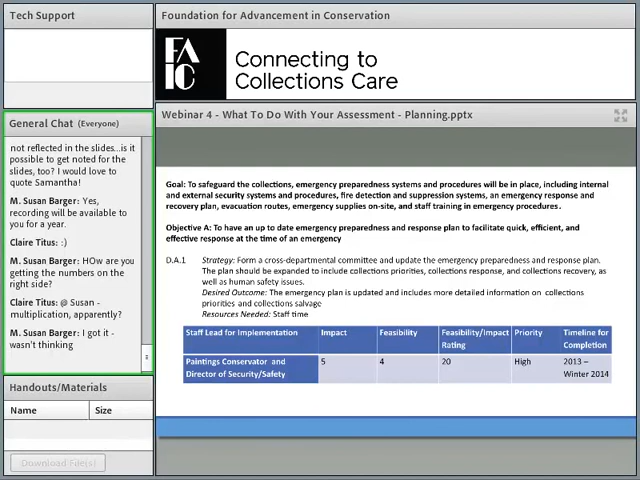 Tech Support
General Chat (Everyone)
not reflected in the slides...is it
possible to get noted for the
slides, too? I would love to
quote Samantha!
M. Susan Barger: Yes,
recording will be available to
you for a year.
Claire Titus: :)
M. Susan Barger: HOw are you
getting the numbers on the
right side?
Claire Titus: @ Susan -
multiplication, apparently?
M. Susan Barger: I got it -
wasn't thinking
Handouts/Materials
Name Size
Download File(s)
Foundation for Advancement in Conservation
FAIC
Connecting to
Collections Care
Webinar 4 - What To Do With Your Assessment - Planning.pptx
Goal: To safeguard the collections, emergency preparedness systems and procedures will be in place, including internal
and external security systems and procedures, fire detection and suppression systems, an emergency response and
recovery plan, evacuation routes, emergency supplies on-site, and staff training in emergency procedures.
Objective A: To have an up to date emergency preparedness and response plan to facilitate quick, efficient, and
effective response at the time of an emergency
D.A.1 Strategy: Form a cross-departmental committee and update the emergency preparedness and response plan.
The plan should be expanded to include collections priorities, collections response, and collections recovery, as
well as human safety issues.
Desired Outcome: The emergency plan is updated and includes more detailed information on collections
priorities and collections salvage
Resources Needed: Staff time
Staff Lead for Implementation Impact Feasibility Feasibility/Impact Rating Priority Timeline for Completion
Paintings Conservator and Director of Security/Safety 5 4 20 High 2013 – Winter 2014